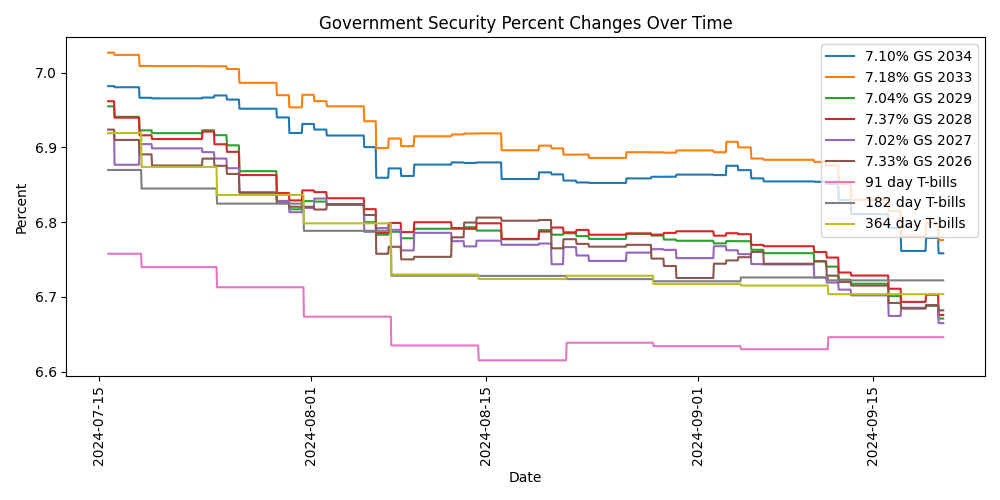 Government Security Percent Changes Over Time
Percent
7.0
6.9
6.8
6.7
6.6
7.10% GS 2034
7.18% GS 2033
7.04% GS 2029
7.37% GS 2028
7.02% GS 2027
7.33% GS 2026
91 day T-bills
182 day T-bills
364 day T-bills
2024-07-15
2024-08-01
2024-08-15
2024-09-01
2024-09-15
Date